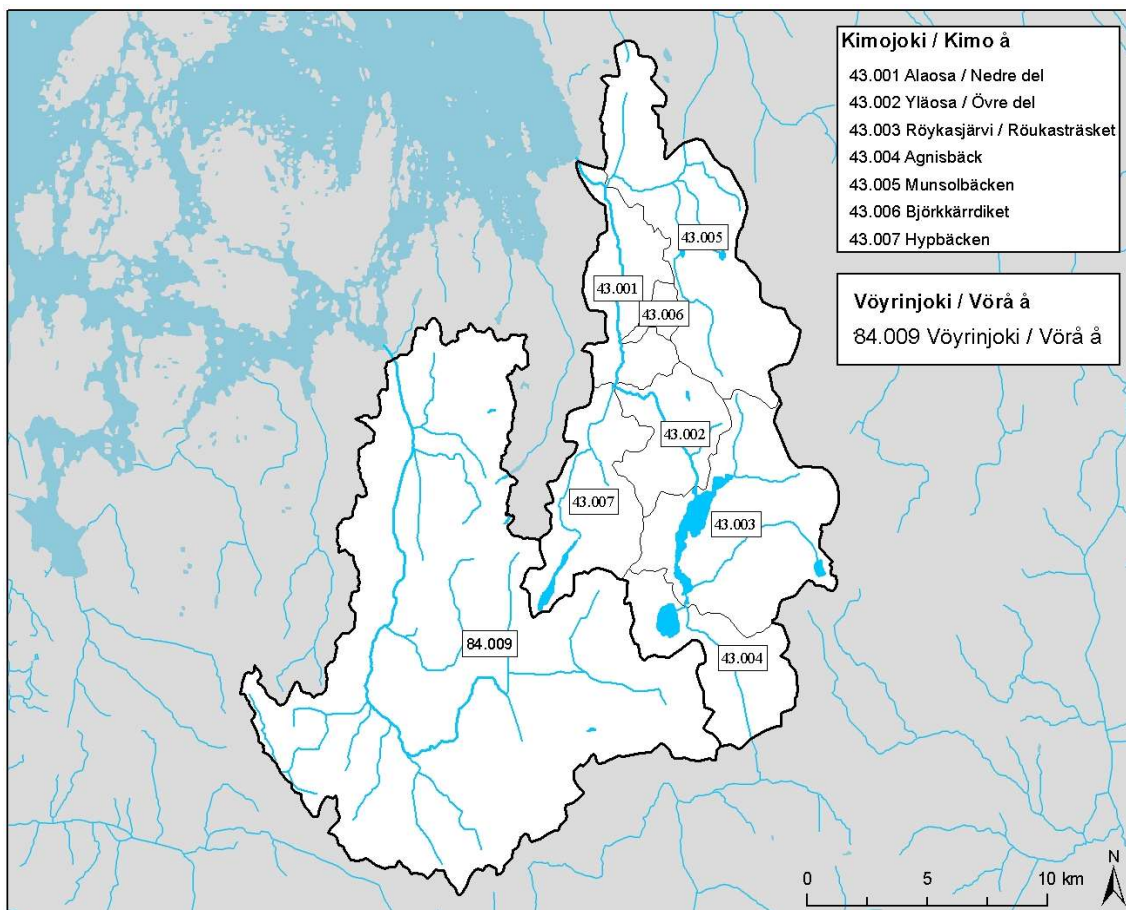 Kimojoki / Kimo å
43.001 Alaosa / Nedre del
43.002 Yläosa / Övre del
43.003 Röykasjärvi / Röukasträsket
43.004 Agnisbäck
43.005 Munsolbäcken
43.006 Björkkärrdiket
43.007 Hypbäcken
Vöyrinjoki / Vörå å
84.009 Vöyrinjoki / Vörå å
43.005
43.001
43.006
43.002
43.007
43.003
84.009
43.004
N
0 5 10 km